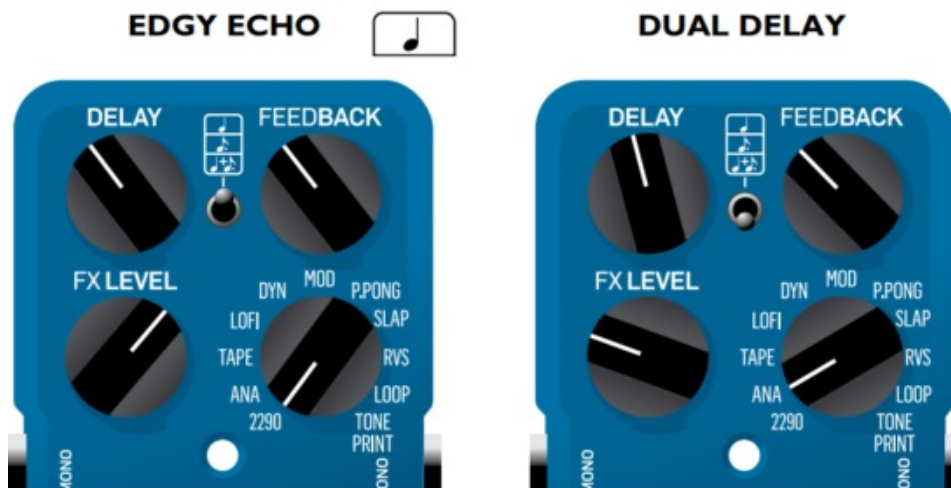 EDGY ECHO
DELAY
FEEDBACK
FX LEVEL
DYN
MOD
P.PONG
LOFI
SLAP
TAPE
RVS
ANA
LOOP
2290
TONE
PRINT
MONO
DUAL DELAY
DELAY
FEEDBACK
FX LEVEL
DYN
MOD
P.PONG
LOFI
SLAP
TAPE
RVS
ANA
LOOP
2290
TONE
PRINT
MONO